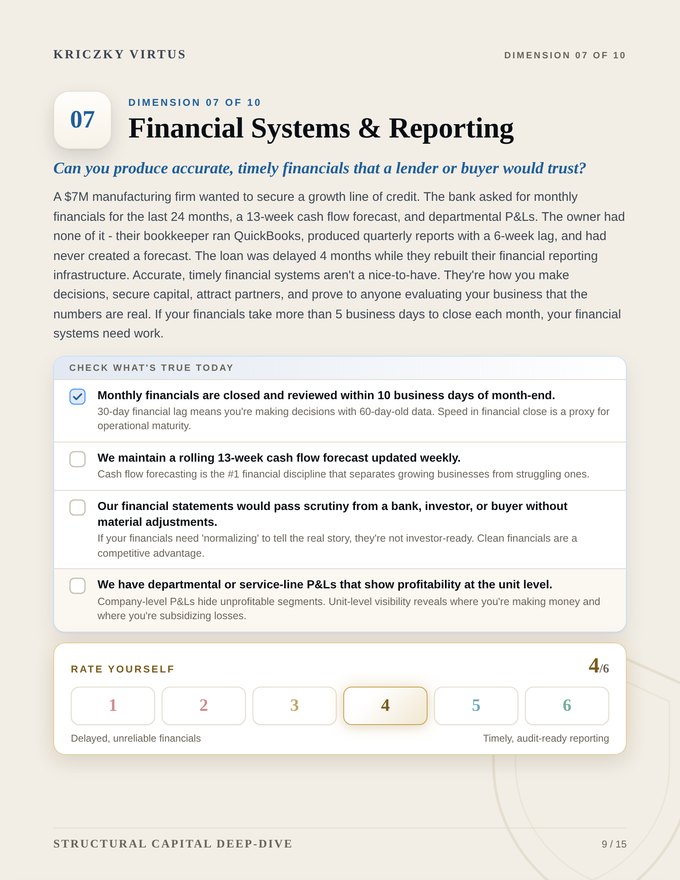 KRICZKY VIRTUS
DIMENSION 07 OF 10
07
DIMENSION 07 OF 10
Financial Systems & Reporting
Can you produce accurate, timely financials that a lender or buyer would trust?
A $7M manufacturing firm wanted to secure a growth line of credit. The bank asked for monthly
financials for the last 24 months, a 13-week cash flow forecast, and departmental P&Ls. The owner had
none of it - their bookkeeper ran QuickBooks, produced quarterly reports with a 6-week lag, and had
never created a forecast. The loan was delayed 4 months while they rebuilt their financial reporting
infrastructure. Accurate, timely financial systems aren't a nice-to-have. They're how you make
decisions, secure capital, attract partners, and prove to anyone evaluating your business that the
numbers are real. If your financials take more than 5 business days to close each month, your financial
systems need work.
CHECK WHAT'S TRUE TODAY
Monthly financials are closed and reviewed within 10 business days of month-end.
30-day financial lag means you're making decisions with 60-day-old data. Speed in financial close is a proxy for
operational maturity.
We maintain a rolling 13-week cash flow forecast updated weekly.
Cash flow forecasting is the #1 financial discipline that separates growing businesses from struggling ones.
Our financial statements would pass scrutiny from a bank, investor, or buyer without
material adjustments.
If your financials need 'normalizing' to tell the real story, they're not investor-ready. Clean financials are a
competitive advantage.
We have departmental or service-line P&Ls that show profitability at the unit level.
Company-level P&Ls hide unprofitable segments. Unit-level visibility reveals where you're making money and
where you're subsidizing losses.
RATE YOURSELF
4/6
1 2 3 4 5 6
Delayed, unreliable financials
Timely, audit-ready reporting
STRUCTURAL CAPITAL DEEP-DIVE
9 / 15